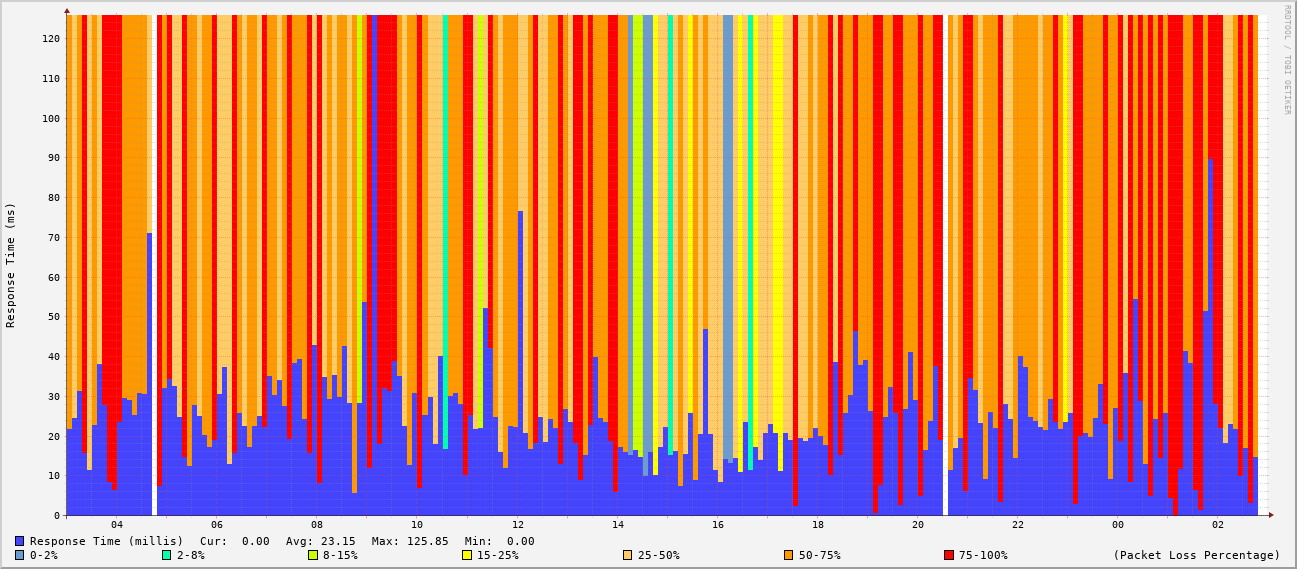 RRDTOOL / TOBI OETIKER
Response Time (ms)
120
110
100
90
80
70
60
50
40
30
20
10
0
04 06 08 10 12 14 16 18 20 22 00 02
Response Time (millis) Cur: 0.00 Avg: 23.15 Max: 125.85 Min: 0.00
0-2% 2-8% 8-15% 15-25% 25-50% 50-75% 75-100% (Packet Loss Percentage)